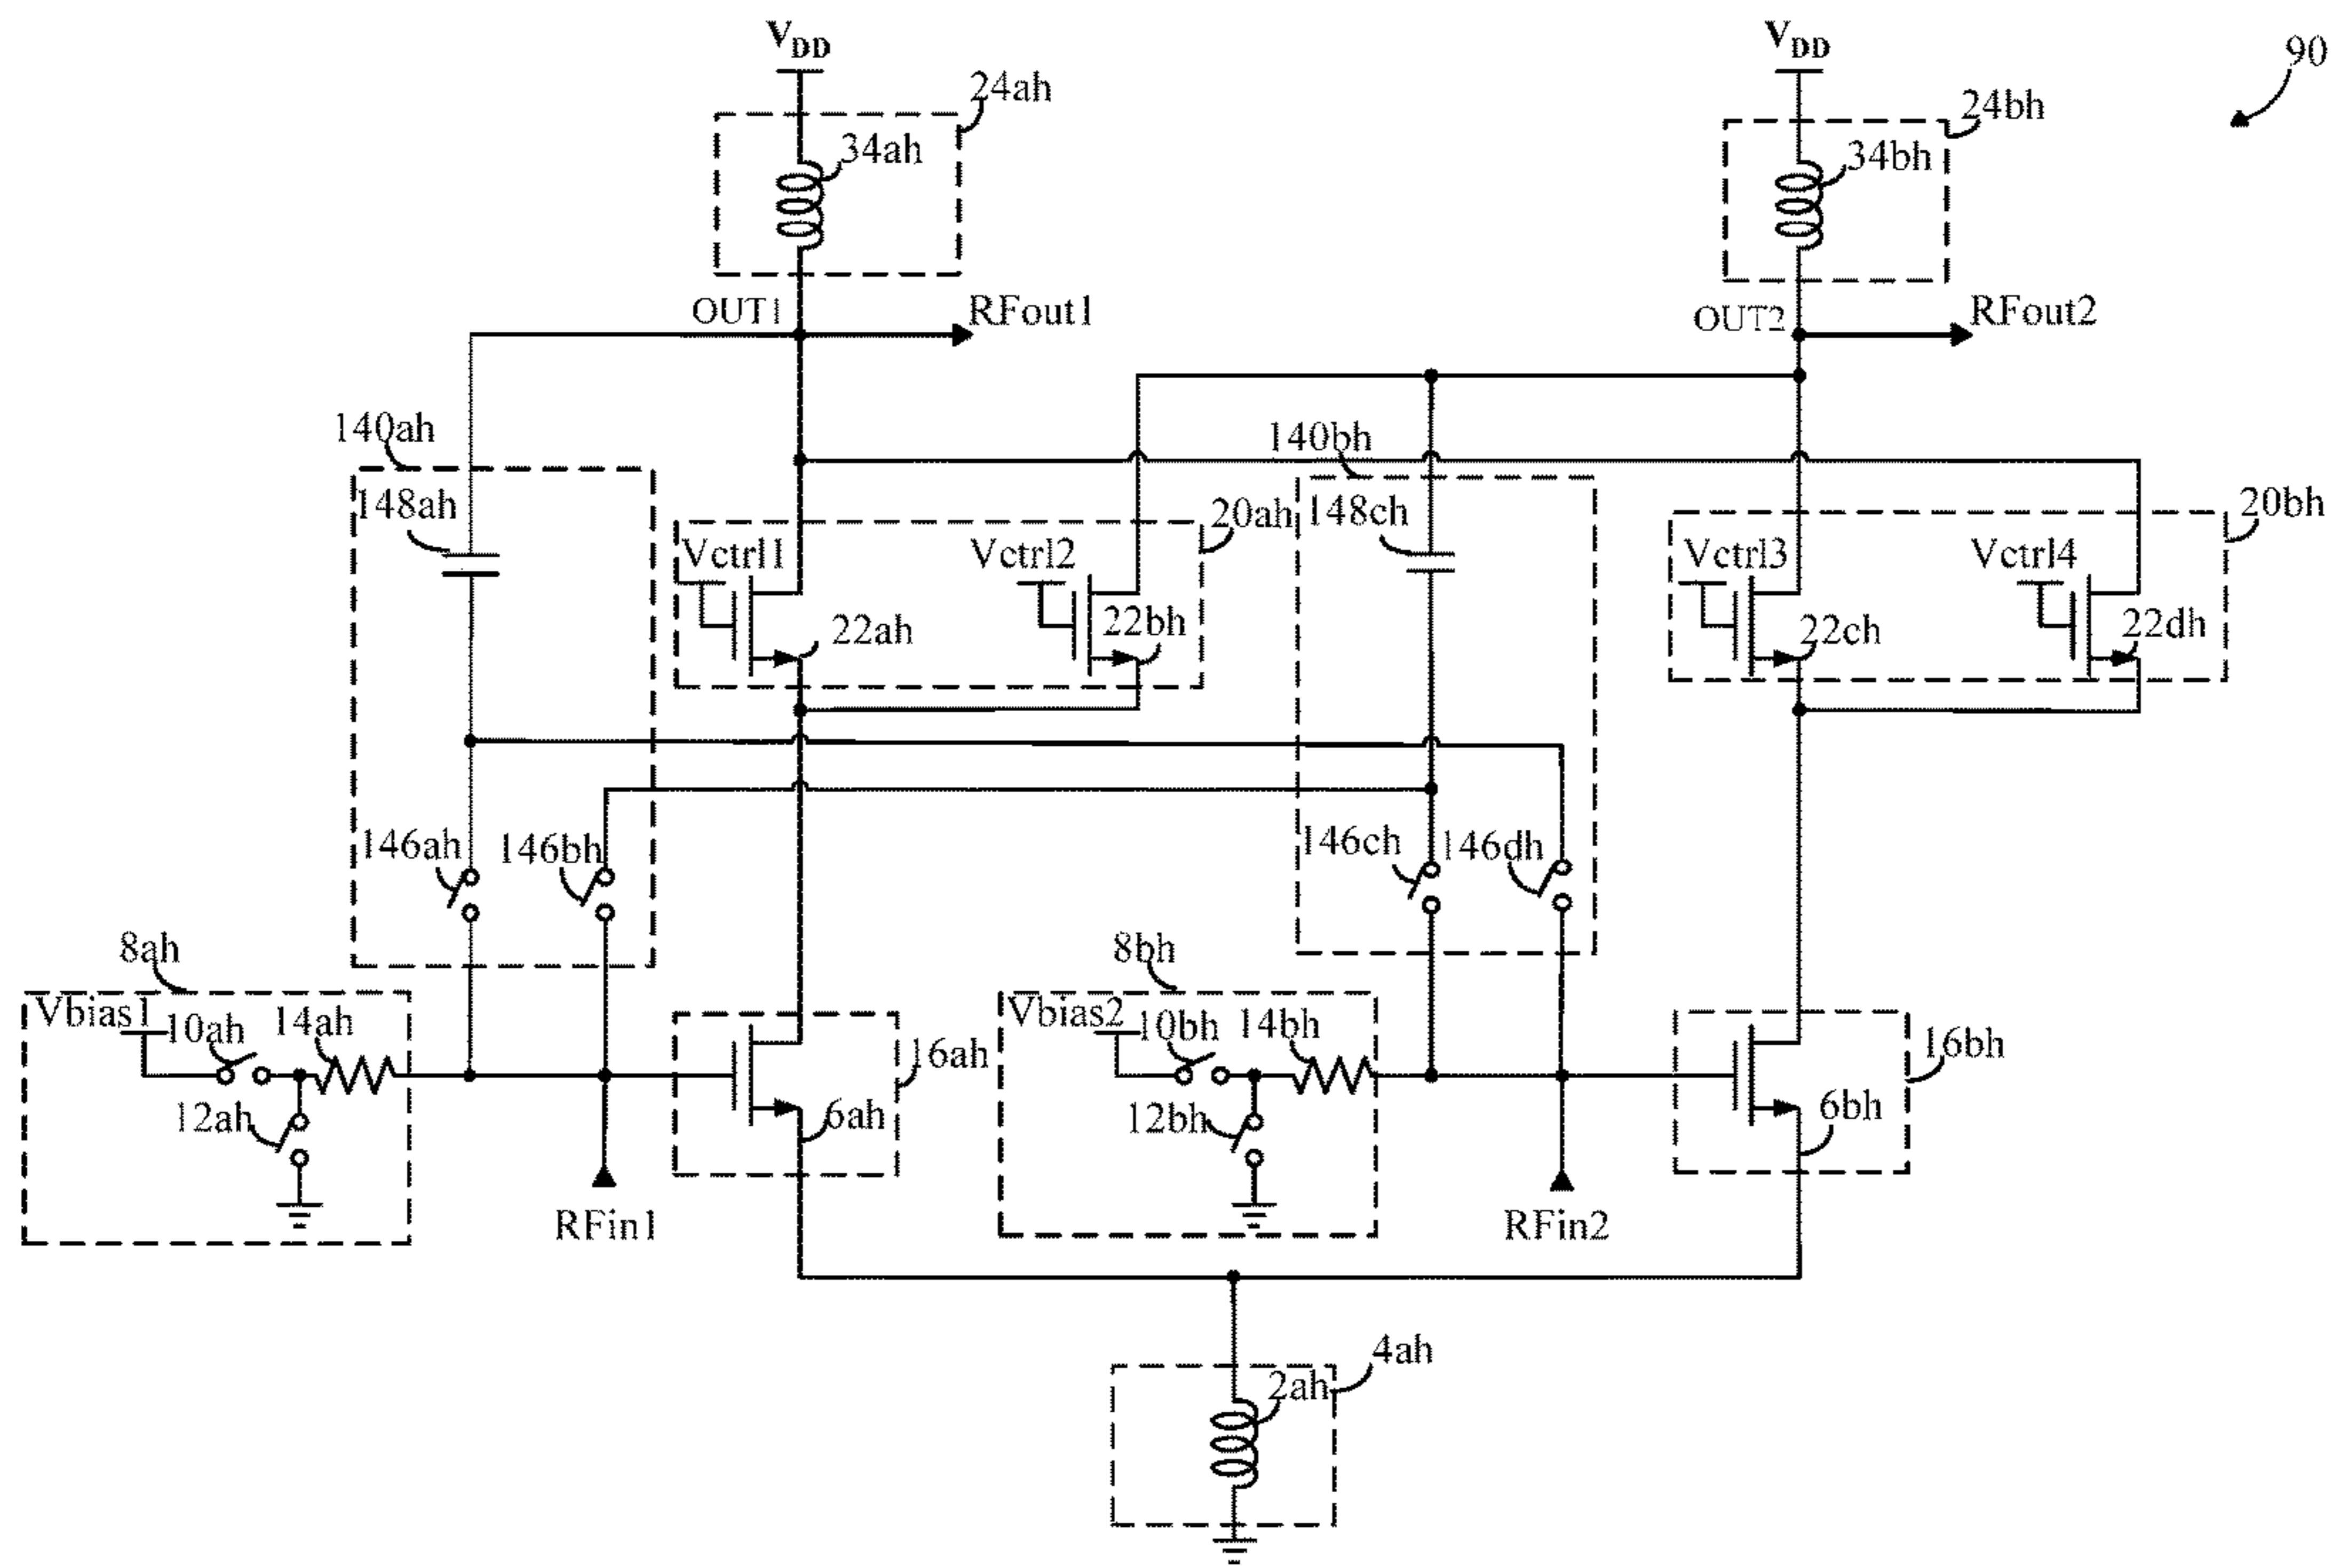 V_DD
V_DD
90
24ah
24bh
34ah
34bh
OUT1
RFout1
OUT2
RFout2
140ah
140bh
148ah
20ah
148ch
20bh
Vctrl1
Vctrl2
Vctrl3
Vctrl4
22ah
22bh
22ch
22dh
146ah
146bh
146ch
146dh
8ah
8bh
Vbias1
10ah
14ah
Vbias2
10bh
14bh
16ah
16bh
12ah
6ah
12bh
6bh
RFin1
RFin2
4ah
2ah